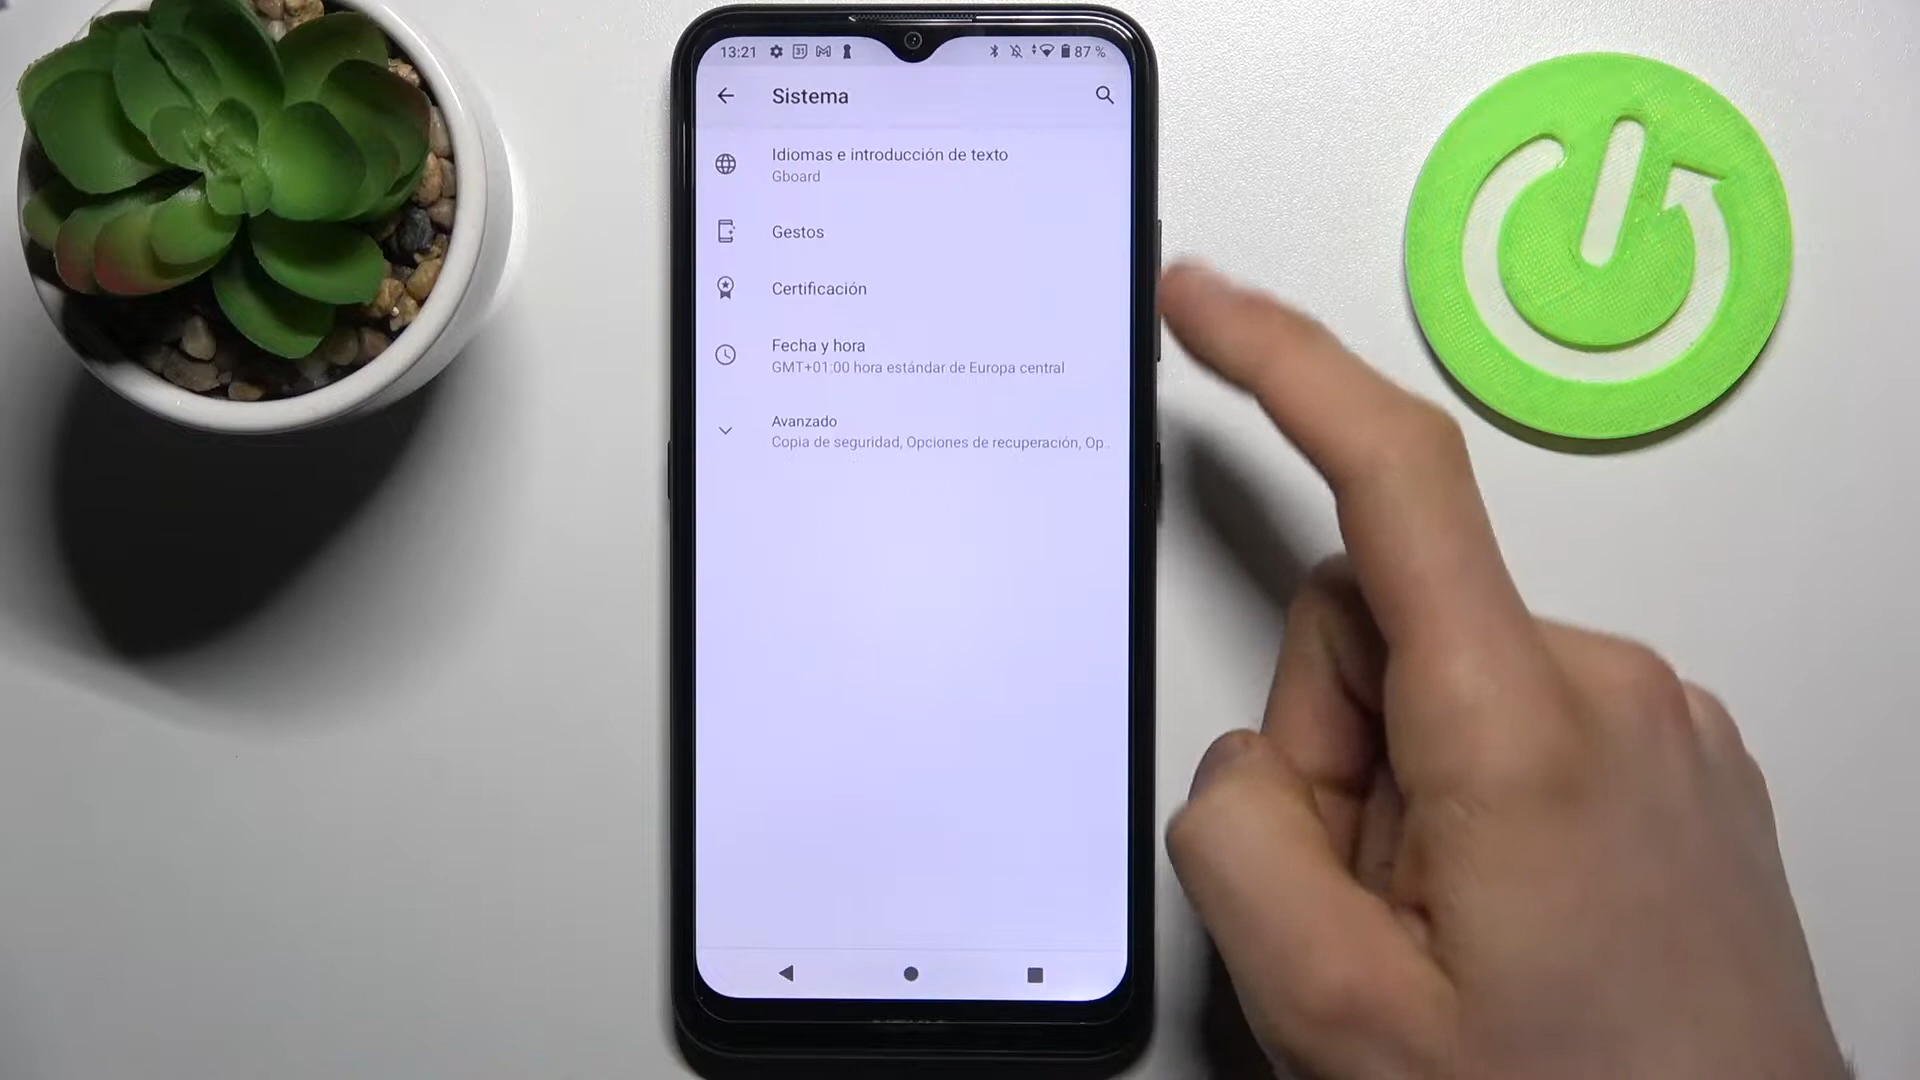 13:21
31
87 %
Sistema
Idiomas e introducción de texto
Gboard
Gestos
Certificación
Fecha y hora
GMT+01:00 hora estándar de Europa central
Avanzado
Copia de seguridad, Opciones de recuperación, Op..